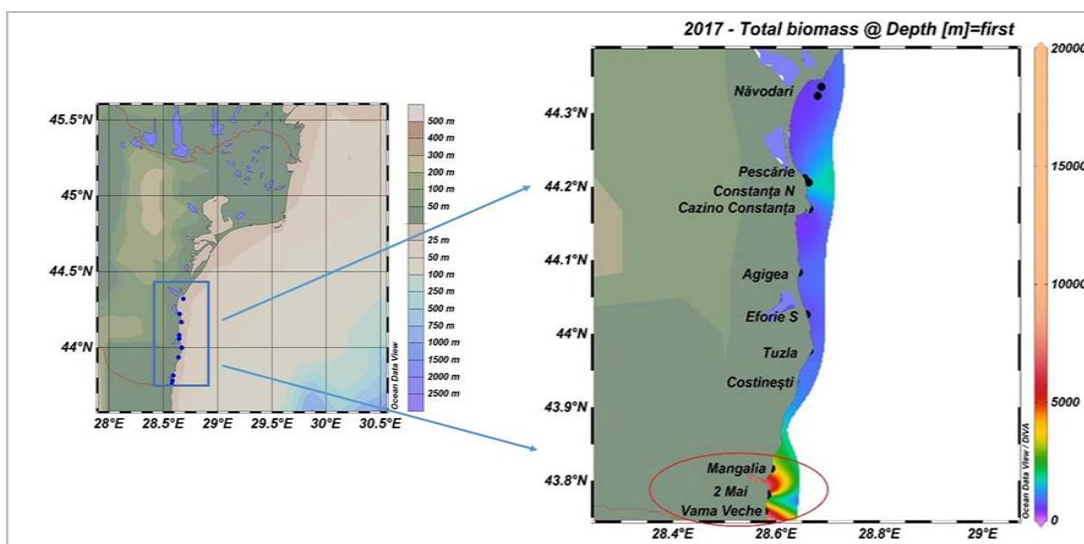 2017 - Total biomass @ Depth [m]=first
45.5°N
45°N
44.5°N
44°N
28°E
28.5°E
29°E
29.5°E
30°E
30.5°E
500 m
400 m
300 m
200 m
100 m
50 m
25 m
50 m
100 m
250 m
500 m
750 m
1000 m
1500 m
2000 m
2500 m
Ocean Data View
44.3°N
44.2°N
44.1°N
44°N
43.9°N
43.8°N
Năvodari
Pescărie
Constanța N
Cazino Constanța
Agigea
Eforie S
Tuzla
Costinești
Mangalia
2 Mai
Vama Veche
28.4°E
28.6°E
28.8°E
29°E
20000
15000
10000
5000
0
Ocean Data View / DIVA